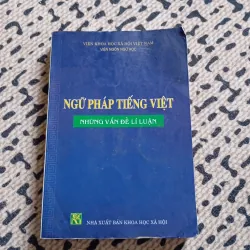 VIỆN KHOA HỌC XÃ HỘI VIỆT NAM
VIỆN NGÔN NGỮ HỌC
NGỮ PHÁP TIẾNG VIỆT
NHỮNG VẤN ĐỀ LÍ LUẬN
NHÀ XUẤT BẢN KHOA HỌC XÃ HỘI